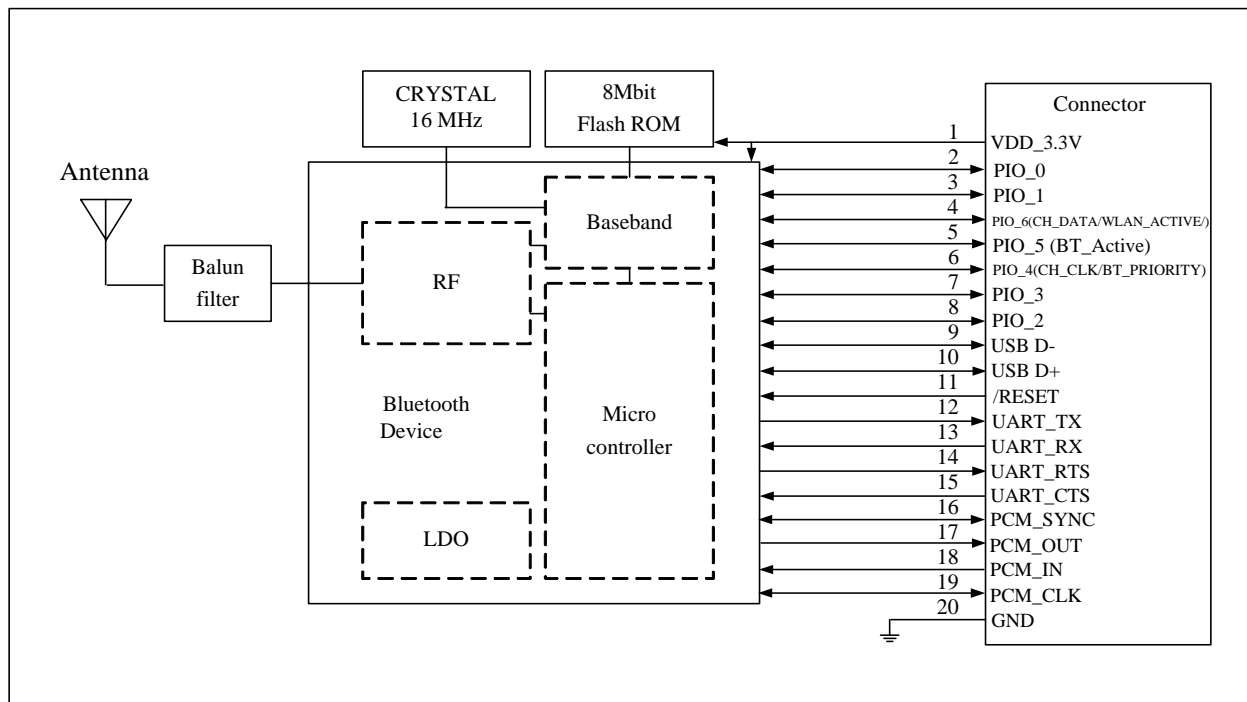 CRYSTAL
16 MHz
8Mbit
Flash ROM
Connector
Antenna
Balun
filter
RF
Baseband
Bluetooth
Device
Micro
controller
LDO
1 VDD_3.3V
2 PIO_0
3 PIO_1
4 PIO_6(CH_DATA/WLAN_ACTIVE/)
5 PIO_5 (BT_Active)
6 PIO_4(CH_CLK/BT_PRIORITY)
7 PIO_3
8 PIO_2
9 USB D-
10 USB D+
11 /RESET
12 UART_TX
13 UART_RX
14 UART_RTS
15 UART_CTS
16 PCM_SYNC
17 PCM_OUT
18 PCM_IN
19 PCM_CLK
20 GND